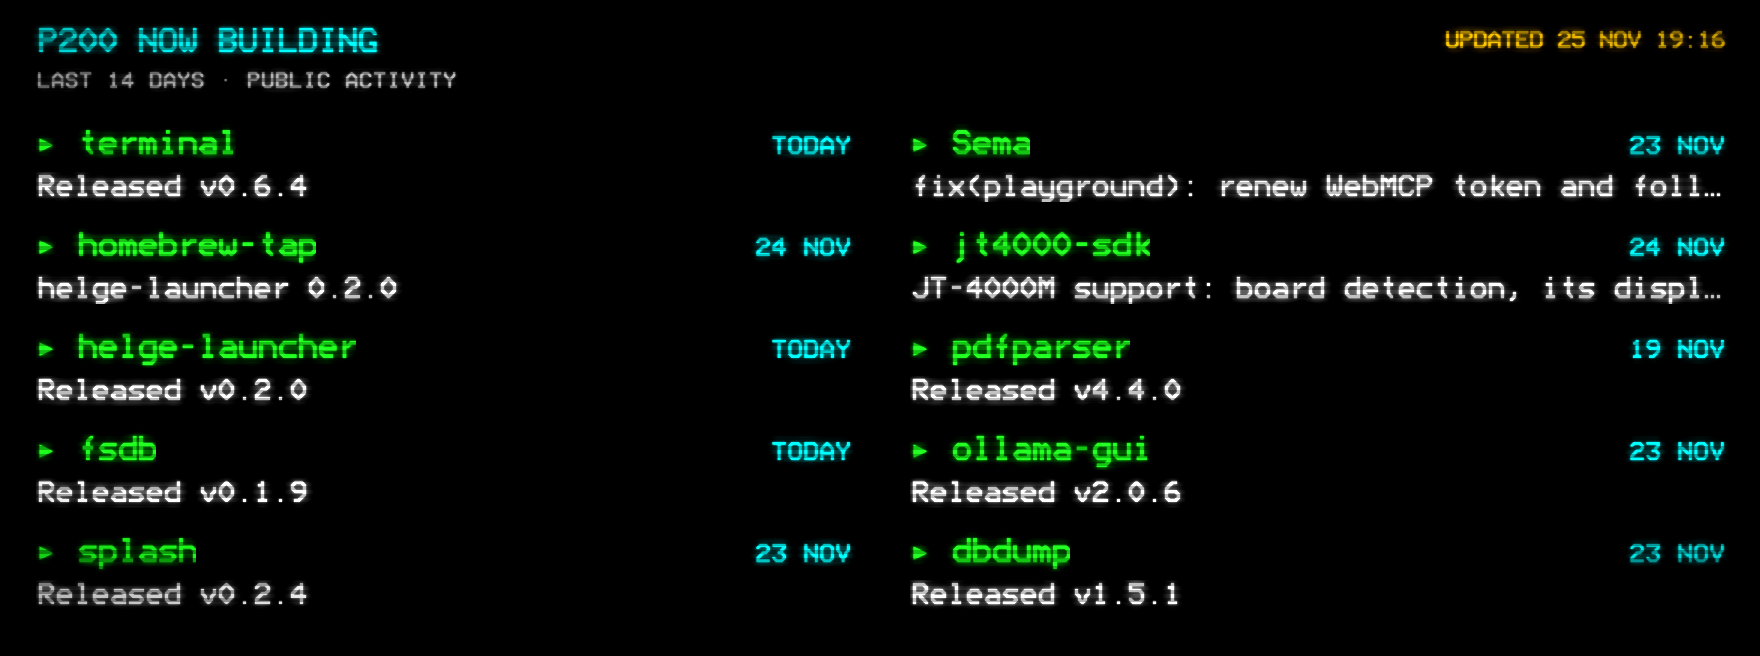 P200 NOW BUILDING
UPDATED 25 NOV 19:16
LAST 14 DAYS · PUBLIC ACTIVITY
► terminal TODAY
Released v0.6.4
► homebrew-tap 24 NOV
helge-launcher 0.2.0
► helge-launcher TODAY
Released v0.2.0
► fsdb TODAY
Released v0.1.9
► splash 23 NOV
Released v0.2.4
► Sema 23 NOV
fix(playground): renew WebMCP token and foll…
► jt4000-sdk 24 NOV
JT-4000M support: board detection, its displ…
► pdfparser 19 NOV
Released v4.4.0
► ollama-gui 23 NOV
Released v2.0.6
► dbdump 23 NOV
Released v1.5.1